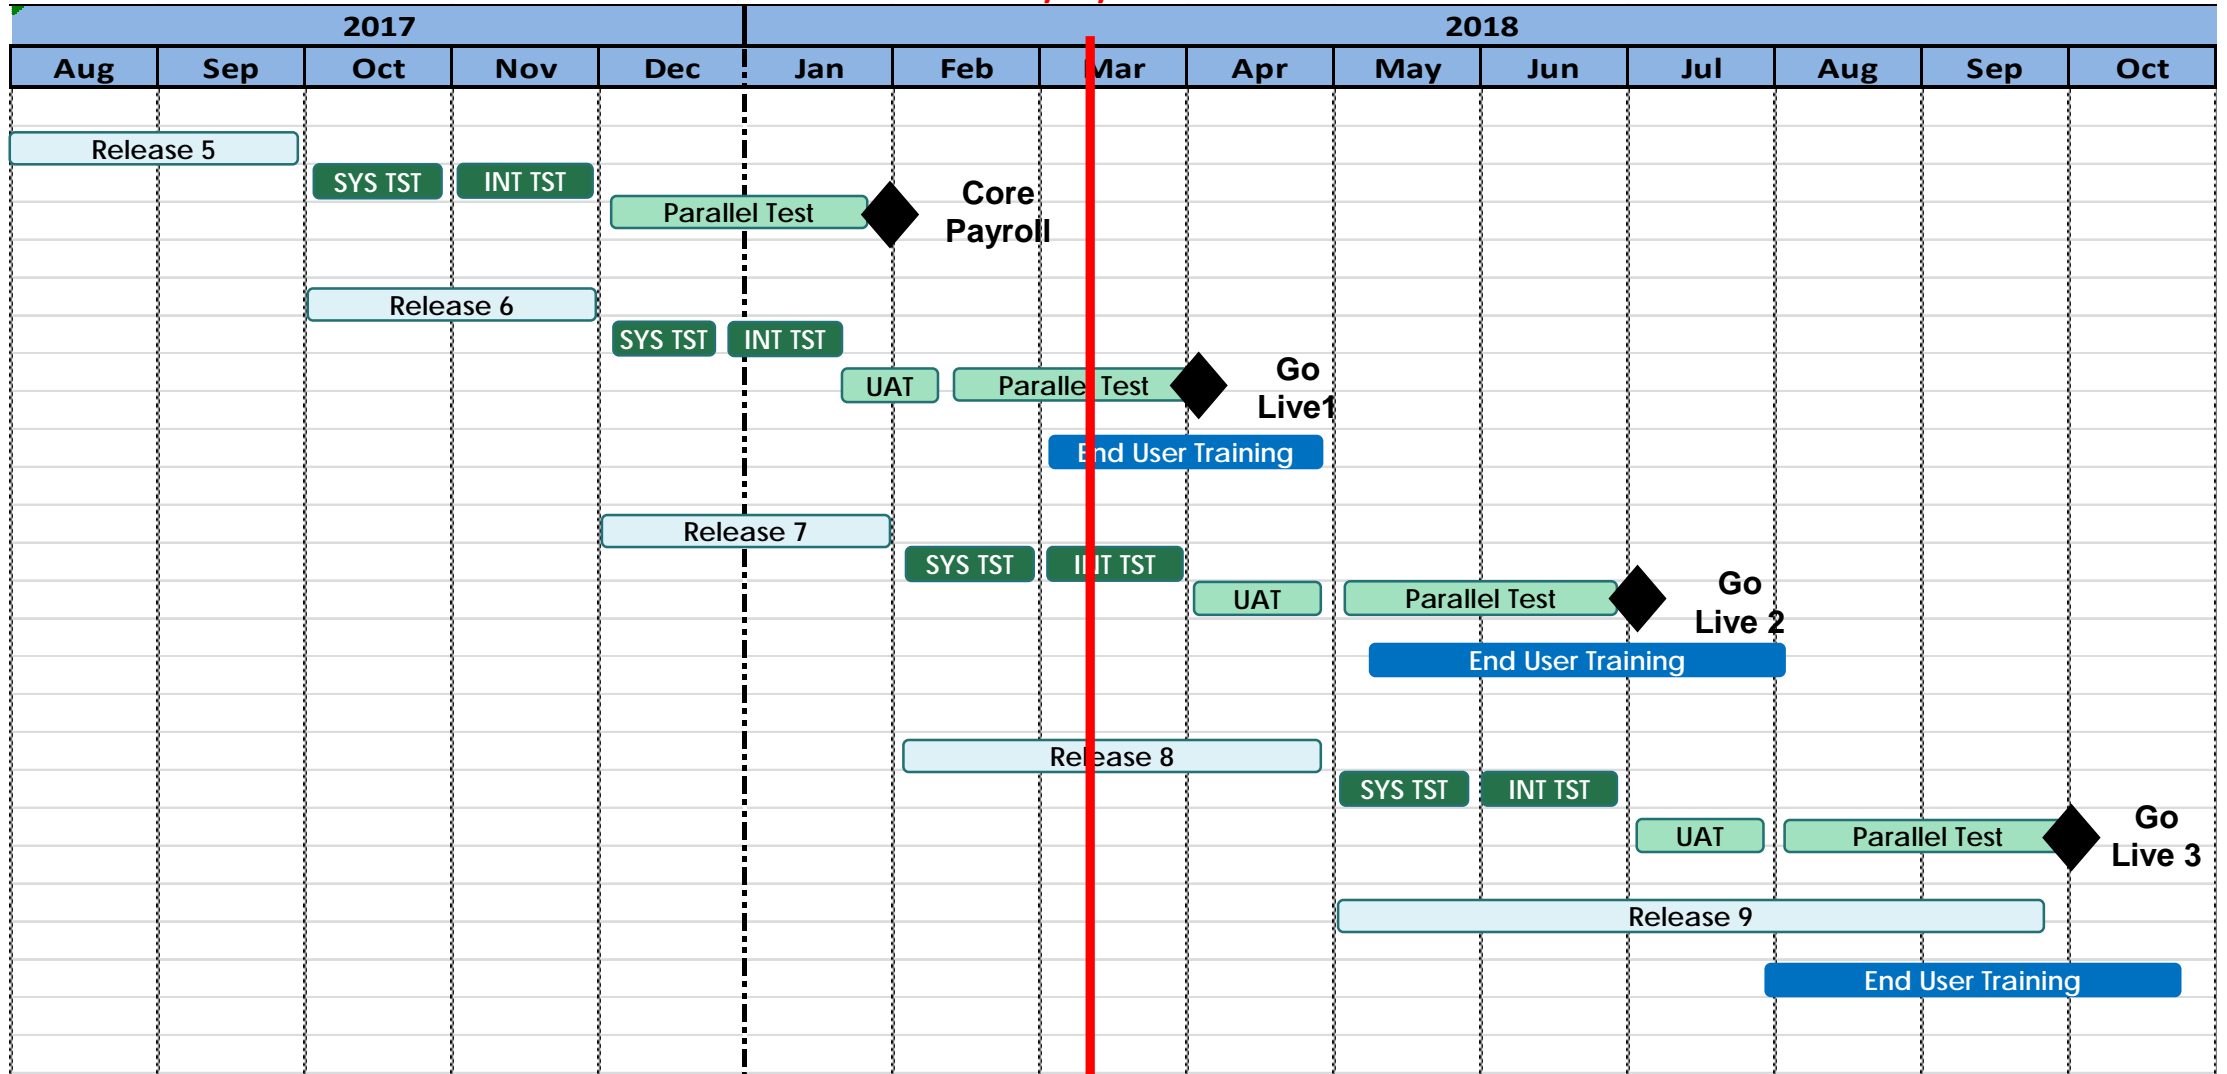 2017 2018
Aug Sep Oct Nov Dec Jan Feb Mar Apr May Jun Jul Aug Sep Oct
Release 5
SYS TST INT TST
Parallel Test
Core
Payroll
Release 6
SYS TST INT TST
UAT Parallel Test
Go
Live1
End User Training
Release 7
SYS TST INT TST
UAT Parallel Test
Go
Live 2
End User Training
Release 8
SYS TST INT TST
UAT Parallel Test
Go
Live 3
Release 9
End User Training